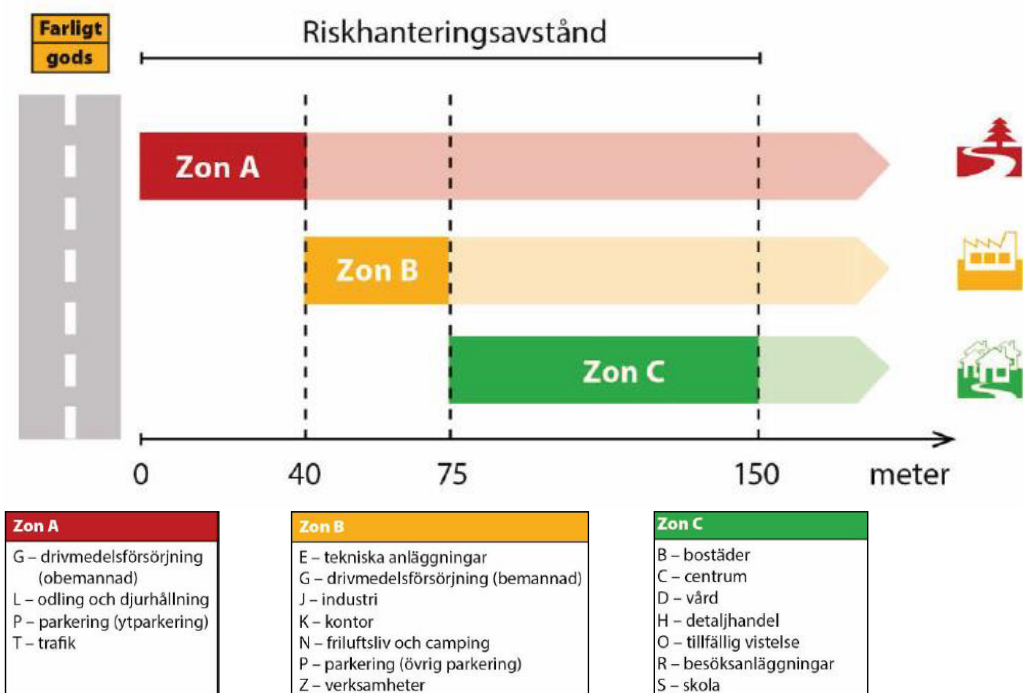 Farligt
gods
Riskhanteringsavstånd
Zon A
Zon B
Zon C
0
40
75
150
meter
Zon A
G – drivmedelsförsörjning
(obemannad)
L – odling och djurhållning
P – parkering (ytparkering)
T – trafik
Zon B
E – tekniska anläggningar
G – drivmedelsförsörjning (bemannad)
J – industri
K – kontor
N – friluftsliv och camping
P – parkering (övrig parkering)
Z – verksamheter
Zon C
B – bostäder
C – centrum
D – vård
H – detaljhandel
O – tillfällig vistelse
R – besöksanläggningar
S – skola